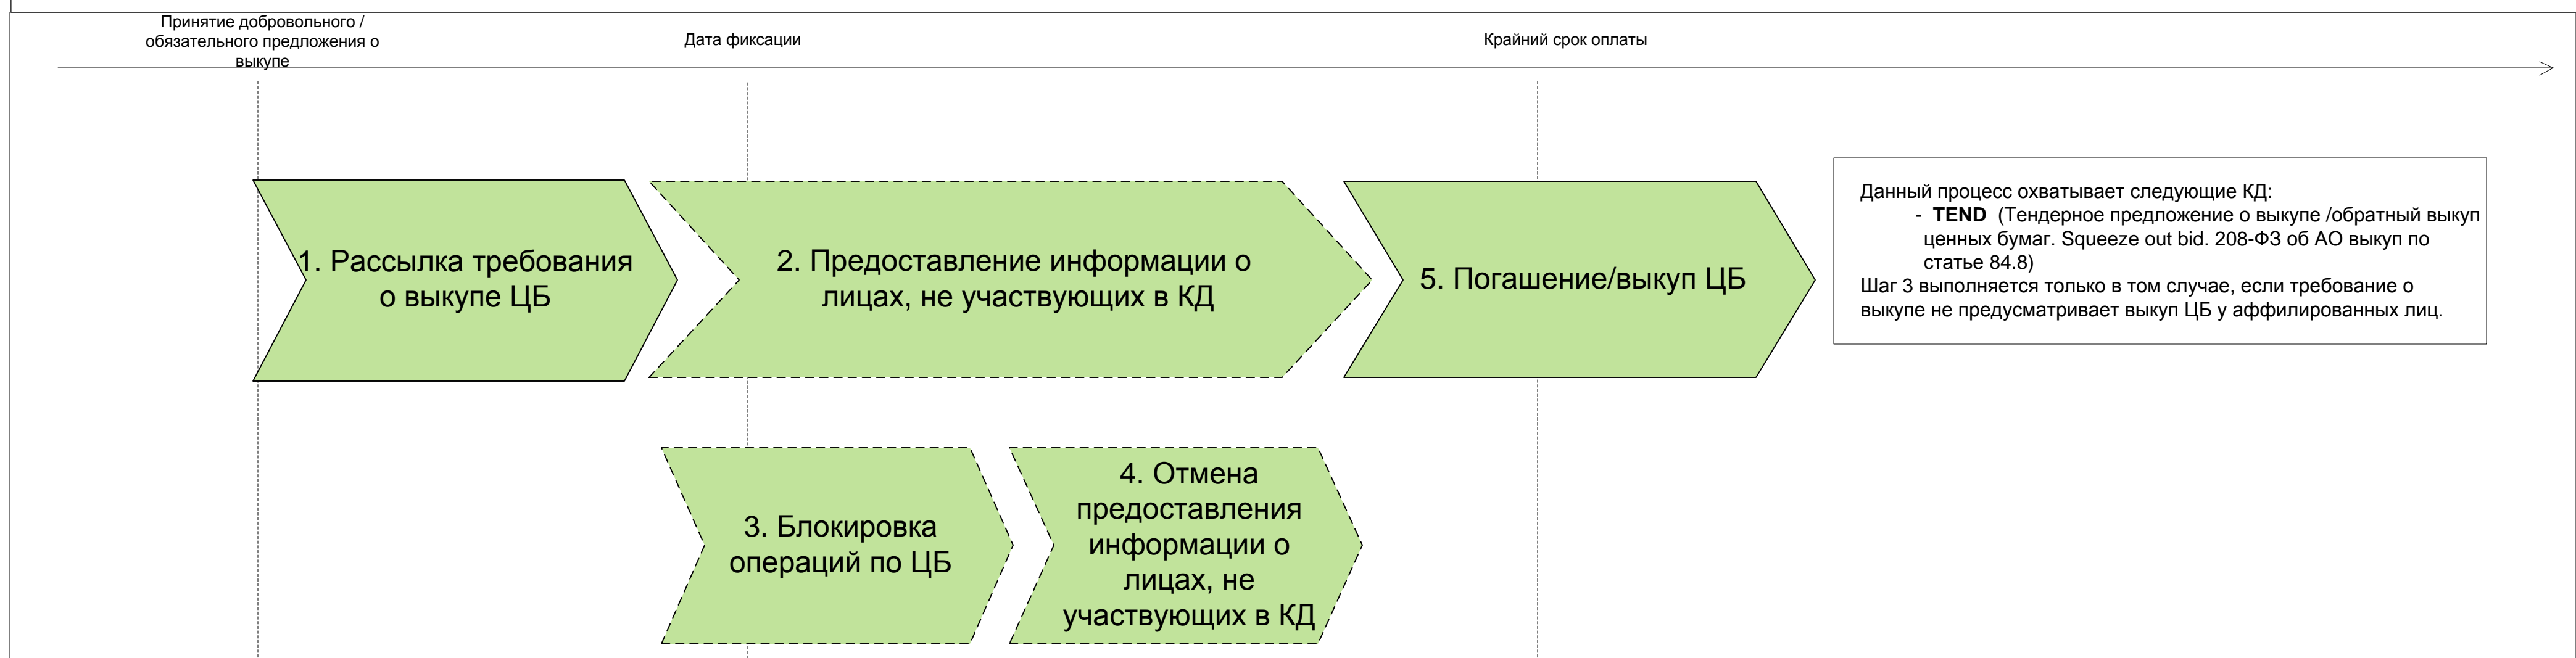 Принятие добровольного /
обязательного предложения о
выкупе
Дата фиксации
Крайний срок оплаты
1. Рассылка требования
о выкупе ЦБ
2. Предоставление информации о
лицах, не участвующих в КД
5. Погашение/выкуп ЦБ
Данный процесс охватывает следующие КД:
- TEND (Тендерное предложение о выкупе /обратный выкуп
ценных бумаг. Squeeze out bid. 208-ФЗ об АО выкуп по
статье 84.8)
Шаг 3 выполняется только в том случае, если требование о
выкупе не предусматривает выкуп ЦБ у аффилированных лиц.
3. Блокировка
операций по ЦБ
4. Отмена
предоставления
информации о
лицах, не
участвующих в КД